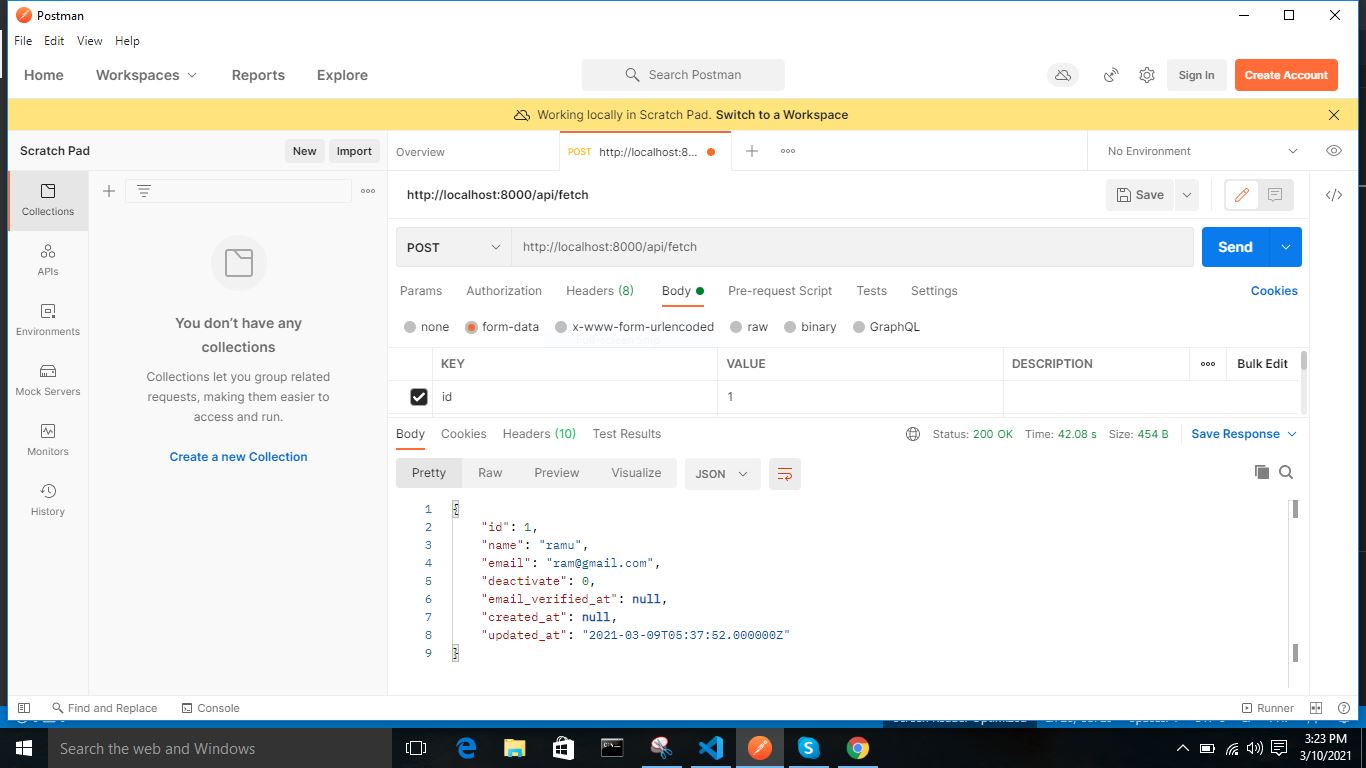 Postman
File Edit View Help
Home Workspaces Reports Explore Search Postman Sign In Create Account
Working locally in Scratch Pad. Switch to a Workspace
Scratch Pad New Import Overview POST http://localhost:8... No Environment
Collections
http://localhost:8000/api/fetch Save
APIs
POST http://localhost:8000/api/fetch Send
Environments
Params Authorization Headers (8) Body Pre-request Script Tests Settings Cookies
You don't have any
collections
none form-data x-www-form-urlencoded raw binary GraphQL
Full-screen Snip
Mock Servers
Collections let you group related
requests, making them easier to
access and run.
KEY VALUE DESCRIPTION Bulk Edit
id 1
Monitors
Create a new Collection
Body Cookies Headers (10) Test Results Status: 200 OK Time: 42.08 s Size: 454 B Save Response
History
Pretty Raw Preview Visualize JSON
1 {
2 "id": 1,
3 "name": "ramu",
4 "email": "ram@gmail.com",
5 "deactivate": 0,
6 "email_verified_at": null,
7 "created_at": null,
8 "updated_at": "2021-03-09T05:37:52.000000Z"
9 }
Find and Replace Console Runner
Search the web and Windows 3:23 PM
3/10/2021